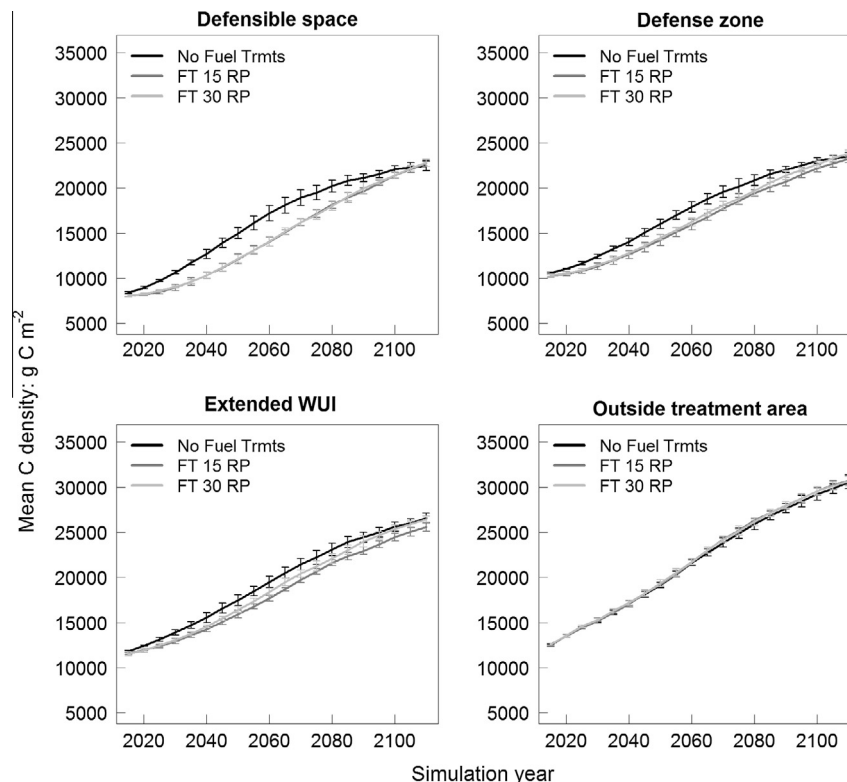 Defensible space
35000
30000
25000
20000
15000
10000
5000
No Fuel Trmts
FT 15 RP
FT 30 RP
2020 2040 2060 2080 2100
Defense zone
35000
30000
25000
20000
15000
10000
5000
No Fuel Trmts
FT 15 RP
FT 30 RP
2020 2040 2060 2080 2100
Mean C density: g C m⁻²
Extended WUI
35000
30000
25000
20000
15000
10000
5000
No Fuel Trmts
FT 15 RP
FT 30 RP
2020 2040 2060 2080 2100
Outside treatment area
35000
30000
25000
20000
15000
10000
5000
No Fuel Trmts
FT 15 RP
FT 30 RP
2020 2040 2060 2080 2100
Simulation year